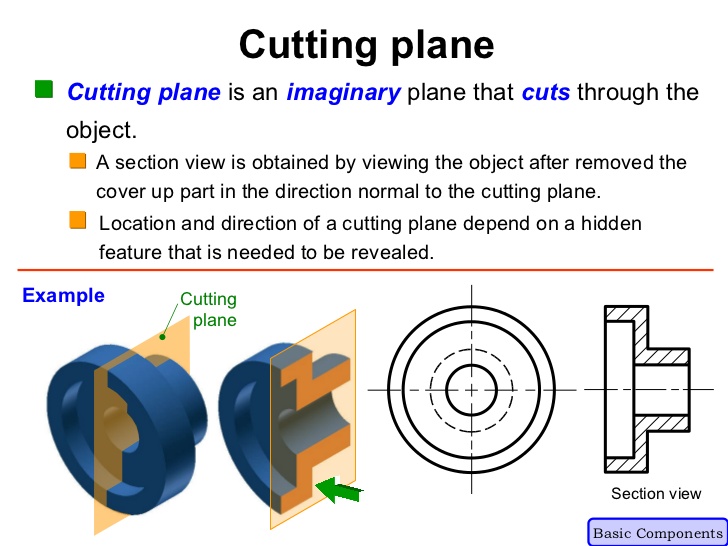 Cutting plane
Cutting plane is an imaginary plane that cuts through the
object.
A section view is obtained by viewing the object after removed the
cover up part in the direction normal to the cutting plane.
Location and direction of a cutting plane depend on a hidden
feature that is needed to be revealed.
Example
Cutting
plane
Section view
Basic Components